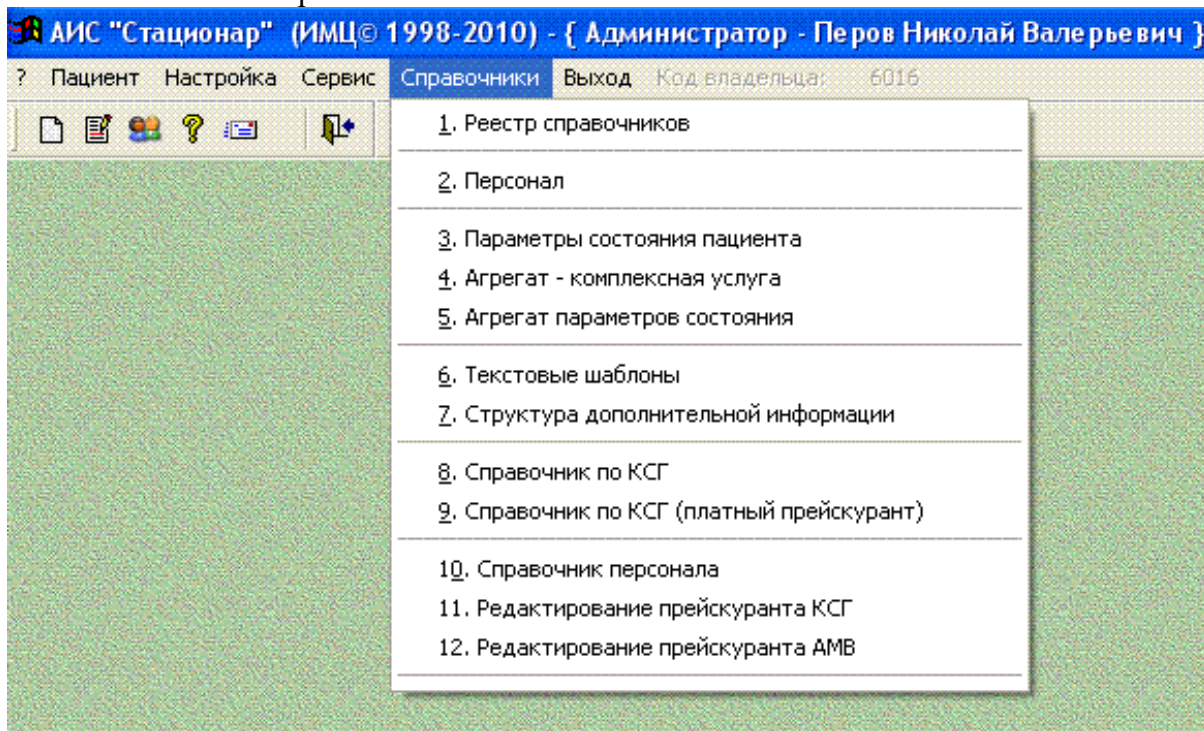 АИС "Стационар" (ИМЦ© 1998-2010) - { Администратор - Перов Николай Валерьевич }
? Пациент Настройка Сервис Справочники Выход Код владельца: 6016
1. Реестр справочников
2. Персонал
3. Параметры состояния пациента
4. Агрегат - комплексная услуга
5. Агрегат параметров состояния
6. Текстовые шаблоны
7. Структура дополнительной информации
8. Справочник по КСГ
9. Справочник по КСГ (платный прейскурант)
10. Справочник персонала
11. Редактирование прейскуранта КСГ
12. Редактирование прейскуранта АМВ